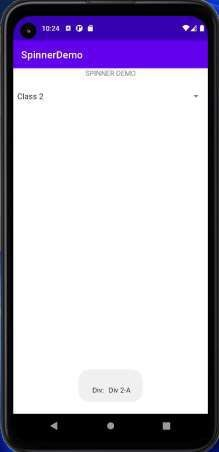 10:24
SpinnerDemo
SPINNER DEMO
Class 2
Div: Div 2-A